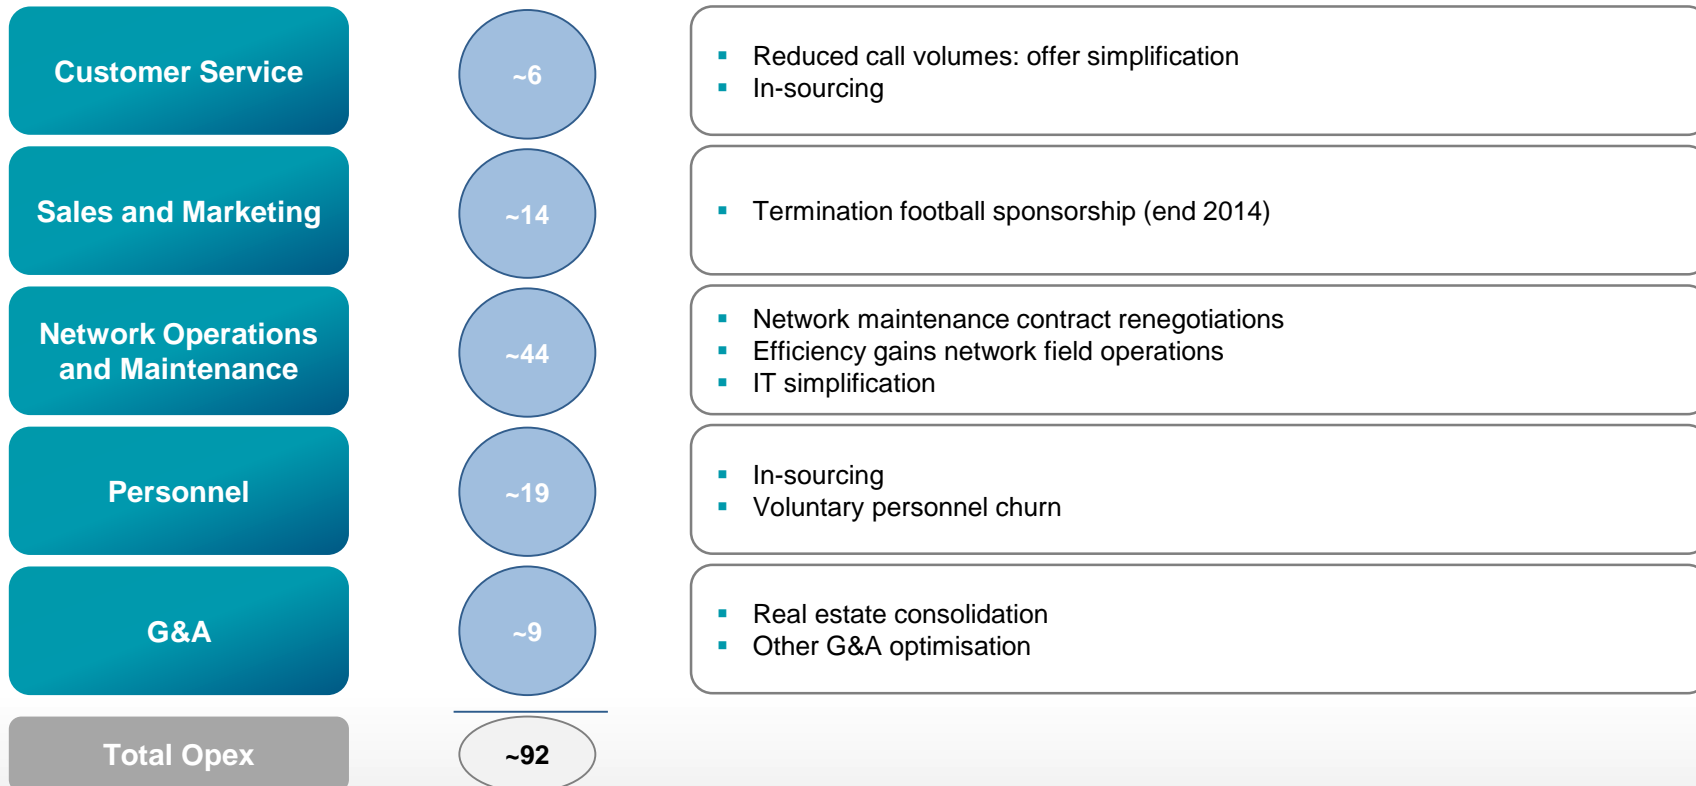 Customer Service
~6
▪ Reduced call volumes: offer simplification
▪ In-sourcing
Sales and Marketing
~14
▪ Termination football sponsorship (end 2014)
Network Operations
and Maintenance
~44
▪ Network maintenance contract renegotiations
▪ Efficiency gains network field operations
▪ IT simplification
Personnel
~19
▪ In-sourcing
▪ Voluntary personnel churn
G&A
~9
▪ Real estate consolidation
▪ Other G&A optimisation
Total Opex
~92